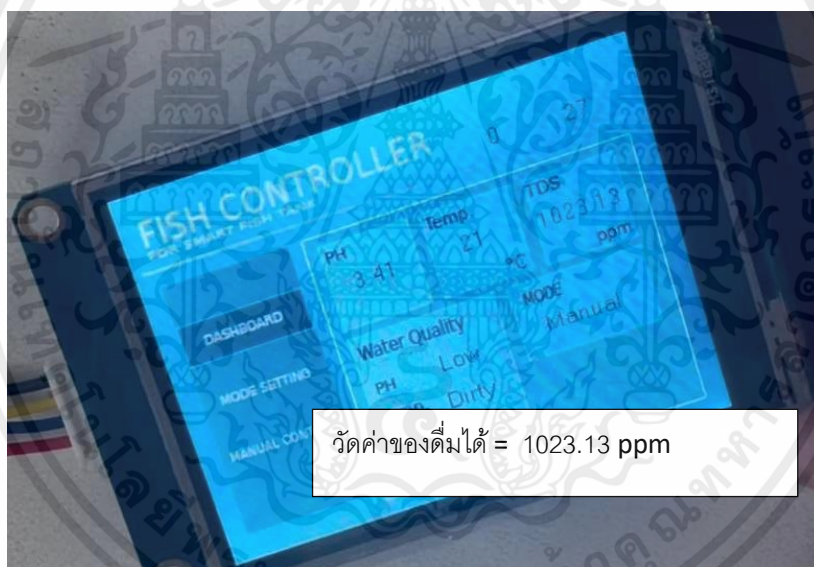 FISH CONTROLLER
FOR SMART FISH TANK
0 27
PH
3.41
Temp
21
°C
TDS
1023.13
ppm
DASHBOARD
MODE SETTING
MANUAL CON
Water Quality
PH Low
Dirty
MODE
Manual
วัดค่าของดื่มได้ = 1023.13 ppm